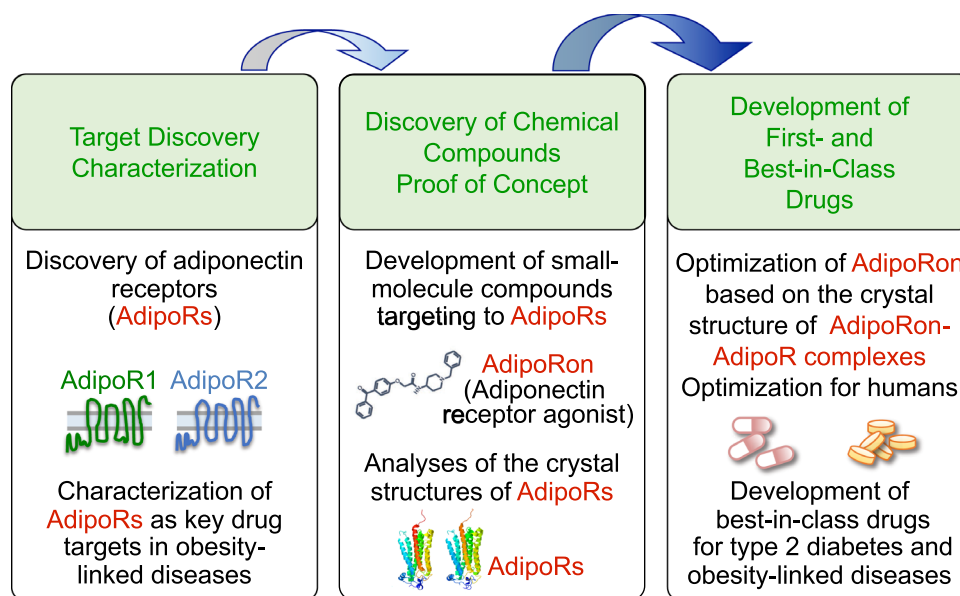 Target Discovery
Characterization
Discovery of adiponectin
receptors
(AdipoRs)
AdipoR1 AdipoR2
Characterization of
AdipoRs as key drug
targets in obesity-
linked diseases
Discovery of Chemical
Compounds
Proof of Concept
Development of small-
molecule compounds
targeting to AdipoRs
AdipoRon
(Adiponectin
receptor agonist)
Analyses of the crystal
structures of AdipoRs
AdipoRs
Development of
First- and
Best-in-Class
Drugs
Optimization of AdipoRon
based on the crystal
structure of AdipoRon-
AdipoR complexes
Optimization for humans
Development of
best-in-class drugs
for type 2 diabetes and
obesity-linked diseases